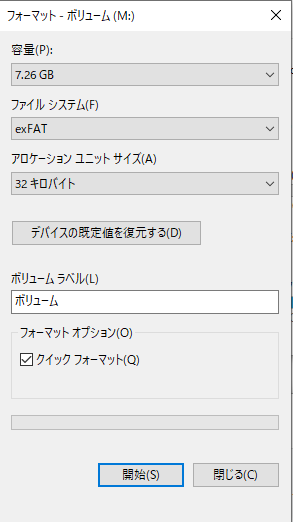 フォーマット - ボリューム (M:)
容量(P):
7.26 GB
ファイル システム(F)
exFAT
アロケーション ユニット サイズ(A)
32 キロバイト
デバイスの既定値を復元する(D)
ボリューム ラベル(L)
ボリューム
フォーマット オプション(O)
クイック フォーマット(Q)
開始(S)
閉じる(C)